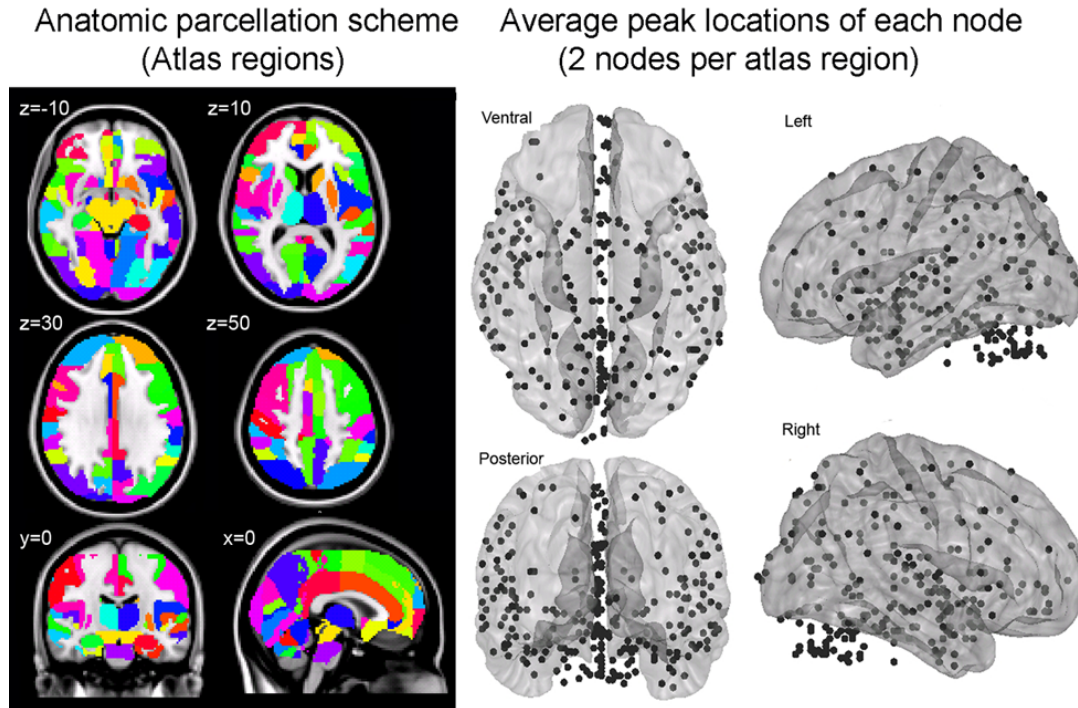 Anatomic parcellation scheme
(Atlas regions)
Average peak locations of each node
(2 nodes per atlas region)
z=-10
z=10
z=30
z=50
y=0
x=0
Ventral
Left
Posterior
Right